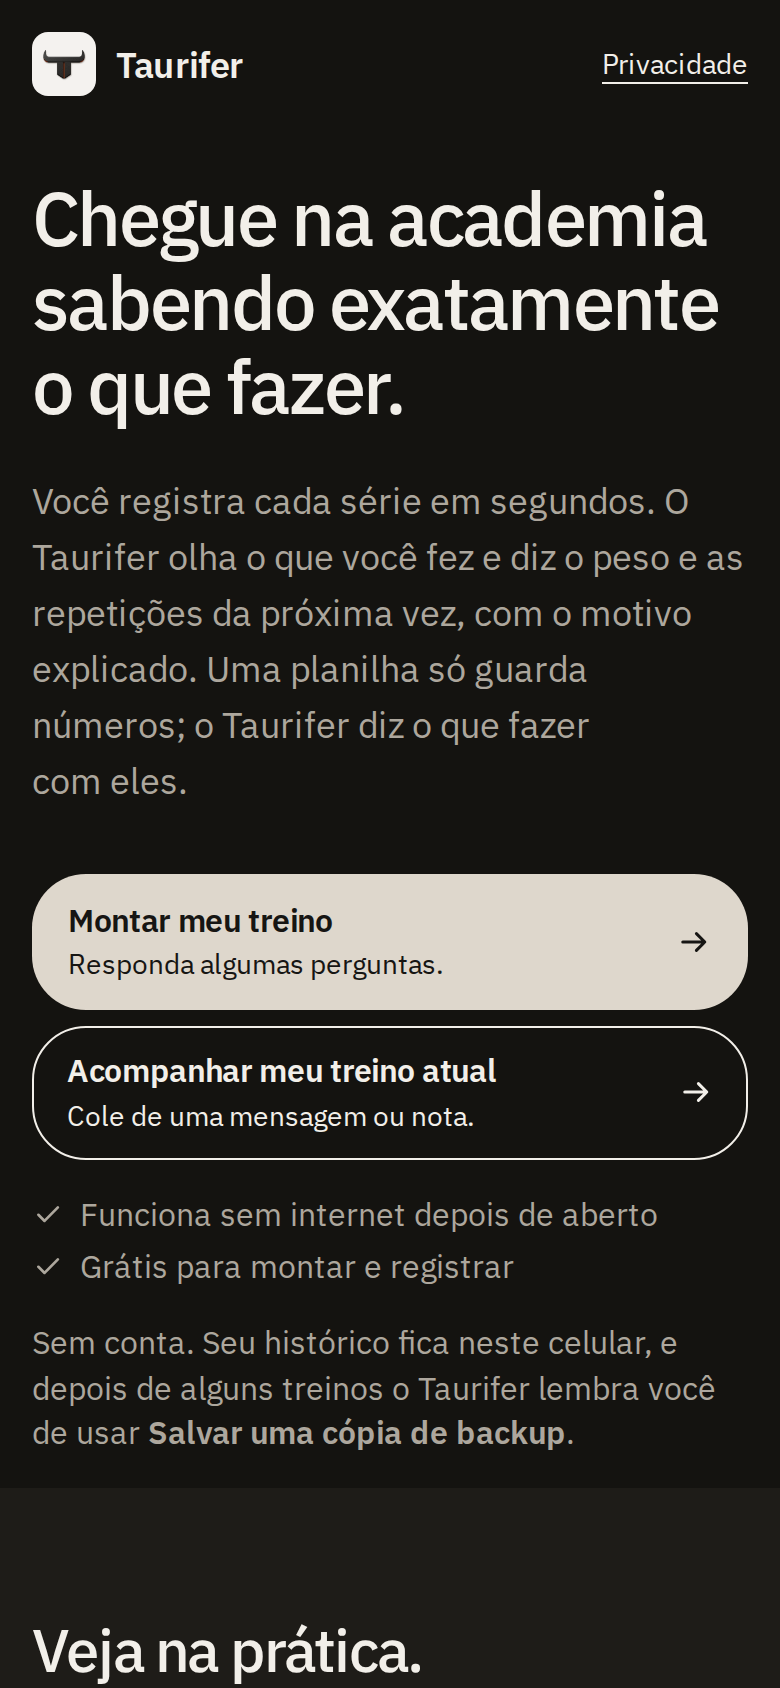 Taurifer
Privacidade
Chegue na academia
sabendo exatamente
o que fazer.
Você registra cada série em segundos. O
Taurifer olha o que você fez e diz o peso e as
repetições da próxima vez, com o motivo
explicado. Uma planilha só guarda
números; o Taurifer diz o que fazer
com eles.
Montar meu treino
Responda algumas perguntas.
Acompanhar meu treino atual
Cole de uma mensagem ou nota.
Funciona sem internet depois de aberto
Grátis para montar e registrar
Sem conta. Seu histórico fica neste celular, e
depois de alguns treinos o Taurifer lembra você
de usar Salvar uma cópia de backup.
Veja na prática.